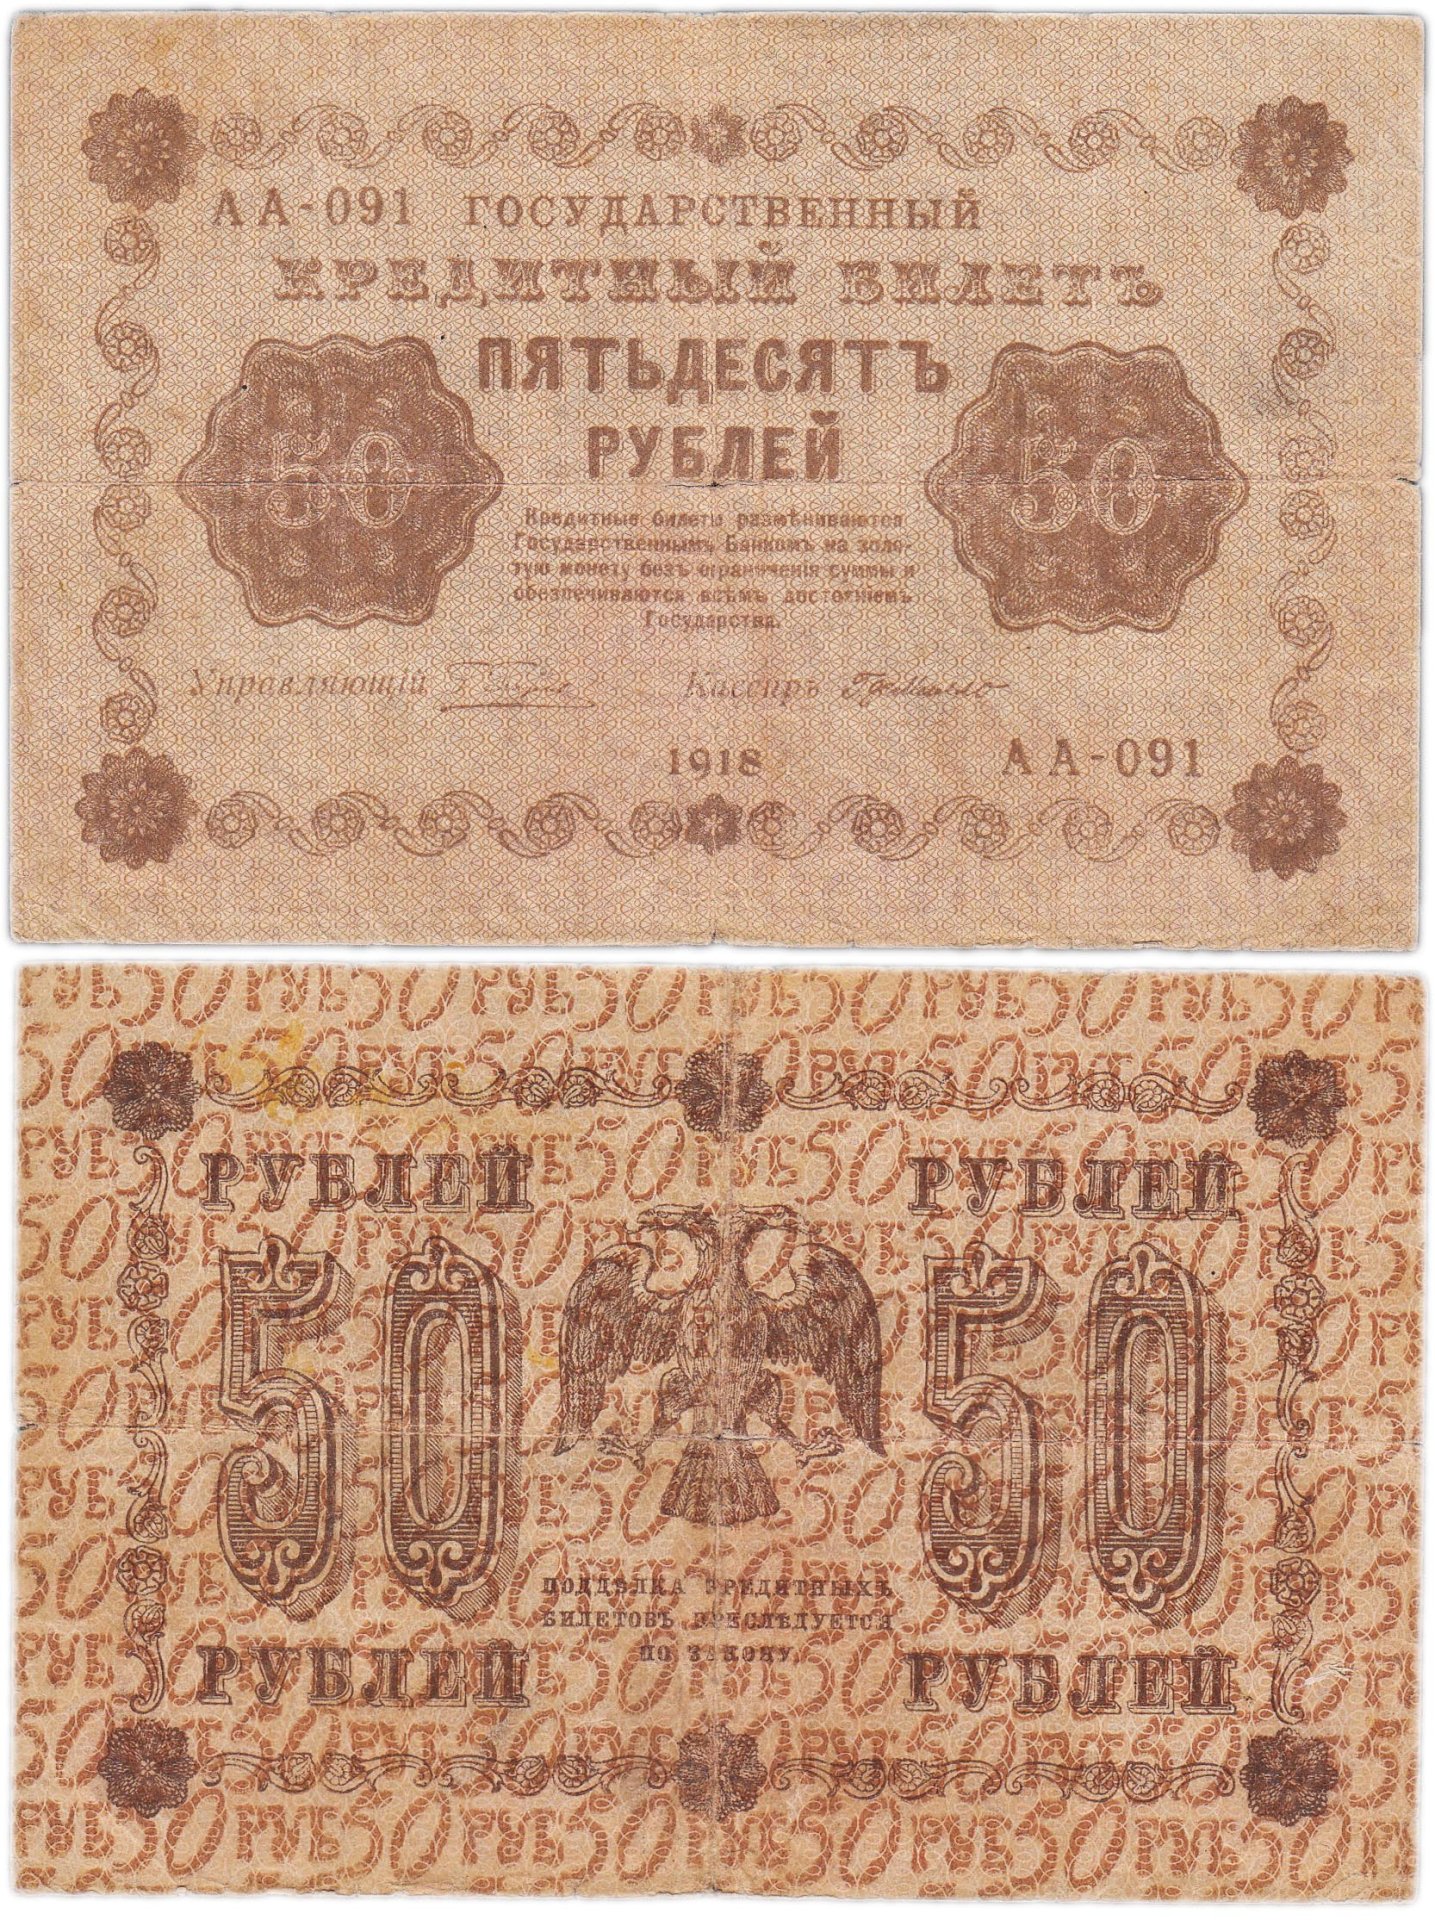 АА-091 ГОСУДАРСТВЕННЫЙ
КРЕДИТНЫЙ БИЛЕТЪ
ПЯТЬДЕСЯТЪ
РУБЛЕЙ
50
50
Кредитные билеты размѣниваются
Государственнымъ Банкомъ на золо-
тую монету безъ ограниченія суммы и
обезпечиваются всѣмъ достояніемъ
Государства.
Управляющій
Кассиръ
1918
АА-091
РУБЛЕЙ
РУБЛЕЙ
50
50
ПОДДѢЛКА КРЕДИТНЫХЪ
БИЛЕТОВЪ ПРЕСЛѢДУЕТСЯ
ПО ЗАКОНУ.
РУБЛЕЙ
РУБЛЕЙ